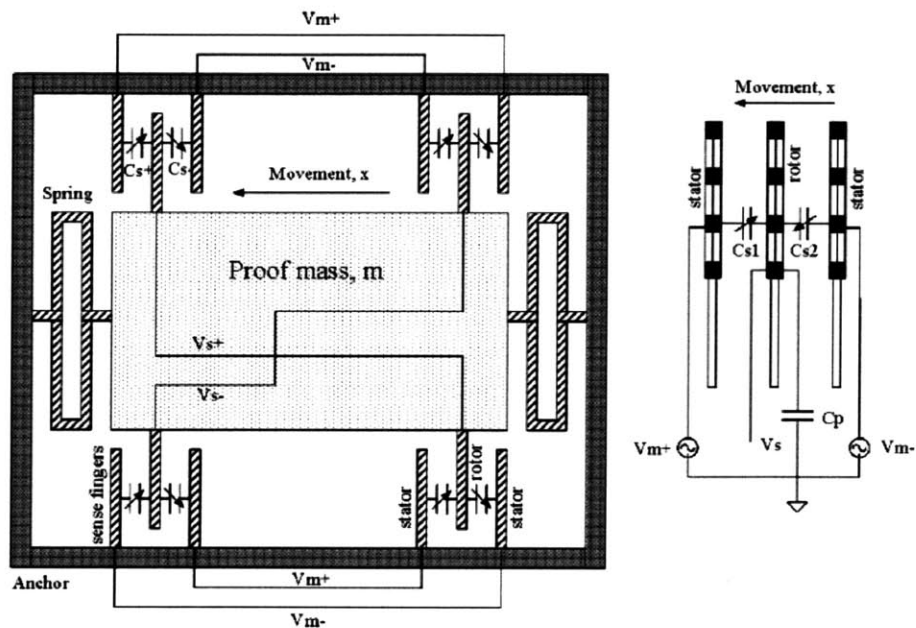 Vm+
Vm-
Cs+
Cs-
Movement, x
Spring
Proof mass, m
Vs+
Vs-
sense fingers
stator
rotor
stator
Vm+
Anchor
Vm-
Movement, x
stator
rotor
stator
Cs1
Cs2
Cp
Vm+
Vs
Vm-